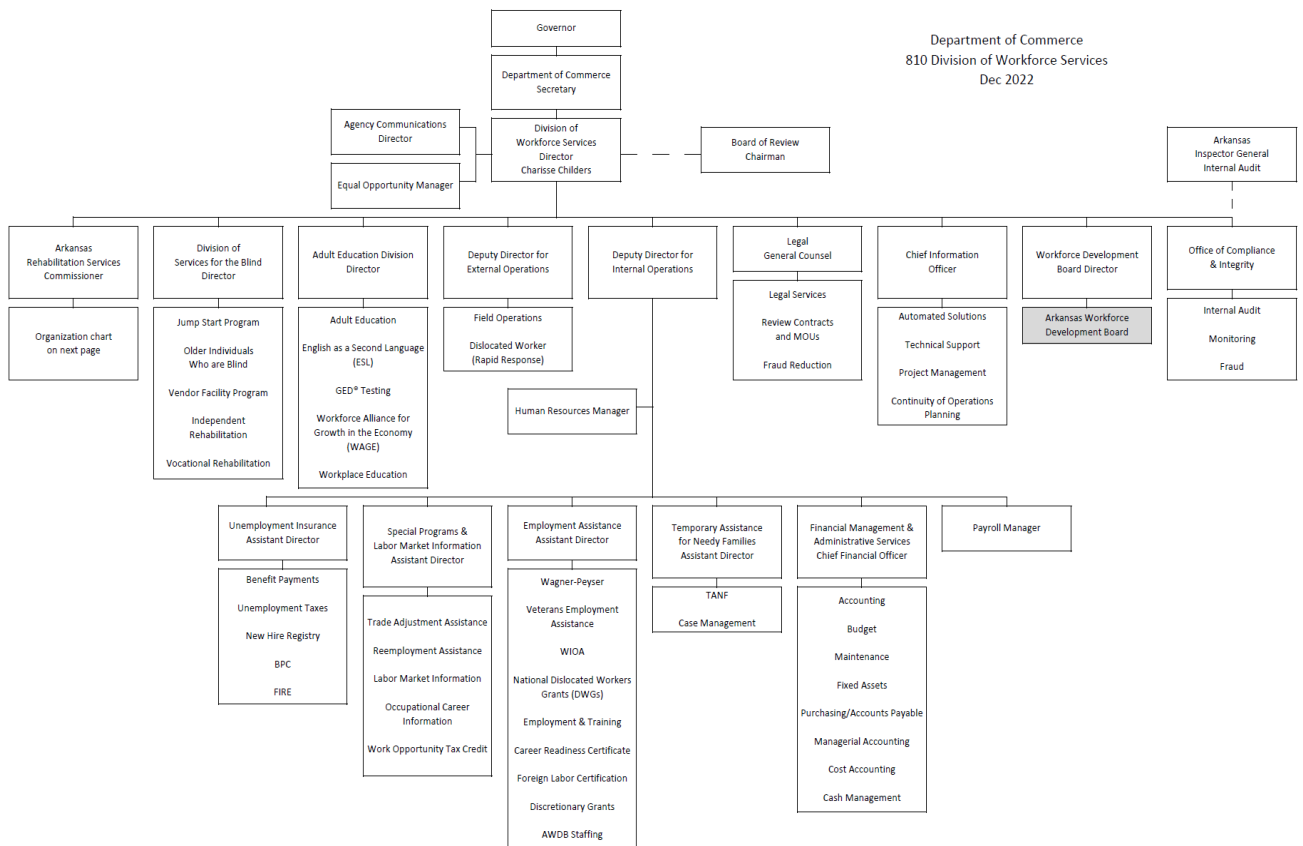 Department of Commerce
810 Division of Workforce Services
Dec 2022
Governor
Department of Commerce
Secretary
Agency Communications
Director
Equal Opportunity Manager
Division of
Workforce Services
Director
Charisse Childers
Board of Review
Chairman
Arkansas
Inspector General
Internal Audit
Arkansas
Rehabilitation Services
Commissioner
Organization chart
on next page
Division of
Services for the Blind
Director
Jump Start Program
Older Individuals
Who are Blind
Vendor Facility Program
Independent
Rehabilitation
Vocational Rehabilitation
Adult Education Division
Director
Adult Education
English as a Second Language
(ESL)
GED® Testing
Workforce Alliance for
Growth in the Economy
(WAGE)
Workplace Education
Deputy Director for
External Operations
Field Operations
Dislocated Worker
(Rapid Response)
Deputy Director for
Internal Operations
Legal
General Counsel
Legal Services
Review Contracts
and MOUs
Fraud Reduction
Chief Information
Officer
Automated Solutions
Technical Support
Project Management
Continuity of Operations
Planning
Workforce Development
Board Director
Arkansas Workforce
Development Board
Office of Compliance
& Integrity
Internal Audit
Monitoring
Fraud
Human Resources Manager
Unemployment Insurance
Assistant Director
Benefit Payments
Unemployment Taxes
New Hire Registry
BPC
FIRE
Special Programs &
Labor Market Information
Assistant Director
Trade Adjustment Assistance
Reemployment Assistance
Labor Market Information
Occupational Career
Information
Work Opportunity Tax Credit
Employment Assistance
Assistant Director
Wagner-Peyser
Veterans Employment
Assistance
WIOA
National Dislocated Workers
Grants (DWGs)
Employment & Training
Career Readiness Certificate
Foreign Labor Certification
Discretionary Grants
AWDB Staffing
Temporary Assistance
for Needy Families
Assistant Director
TANF
Case Management
Financial Management &
Administrative Services
Chief Financial Officer
Accounting
Budget
Maintenance
Fixed Assets
Purchasing/Accounts Payable
Managerial Accounting
Cost Accounting
Cash Management
Payroll Manager